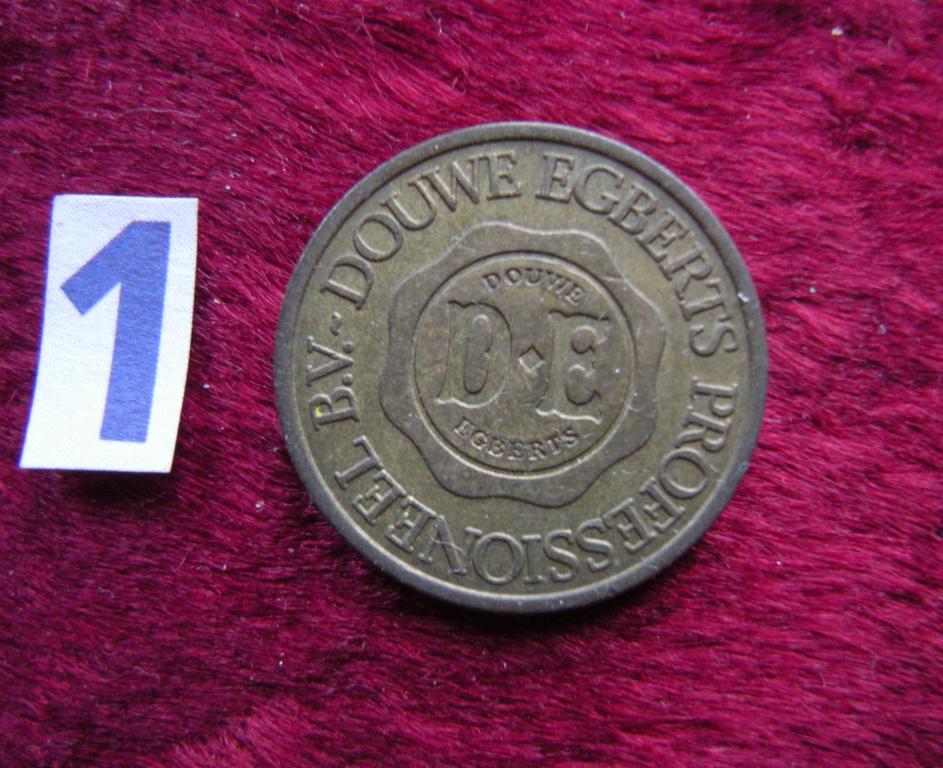 1
DOUWE EGBERTS PROFESSIONEEL B.V.-
DOUWE
D·E
EGBERTS